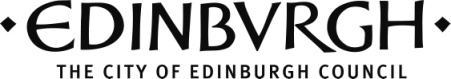 •EDINBVRGH•
THE CITY OF EDINBURGH COUNCIL